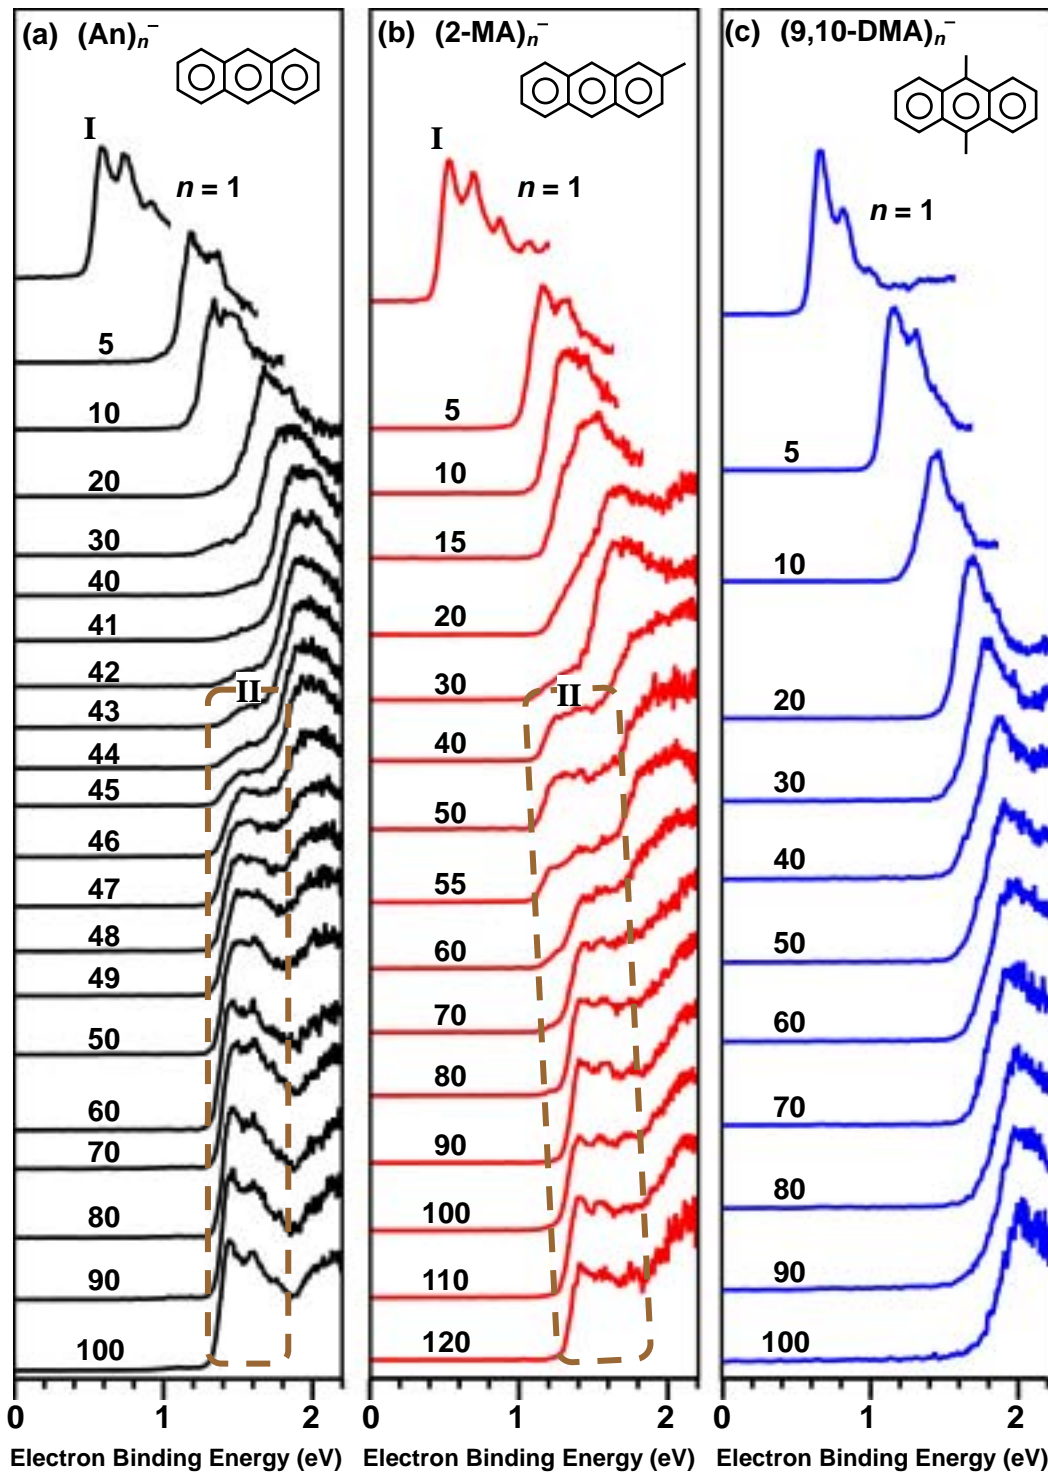 (a) (An)n−
I
n = 1
5
10
20
30
40
41
42
II
43
44
45
46
47
48
49
50
60
70
80
90
100
0 1 2
Electron Binding Energy (eV)
(b) (2-MA)n−
I
n = 1
5
10
15
20
30
II
40
50
55
60
70
80
90
100
110
120
0 1 2
Electron Binding Energy (eV)
(c) (9,10-DMA)n−
n = 1
5
10
20
30
40
50
60
70
80
90
100
0 1 2
Electron Binding Energy (eV)